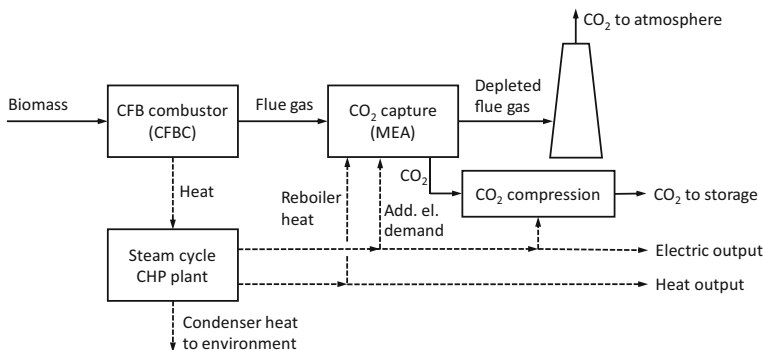 CO₂ to atmosphere
Biomass
CFB combustor
(CFBC)
Flue gas
CO₂ capture
(MEA)
Depleted
flue gas
Heat
Reboiler
heat
CO₂
Add. el.
demand
CO₂ compression
CO₂ to storage
Steam cycle
CHP plant
Electric output
Heat output
Condenser heat
to environment